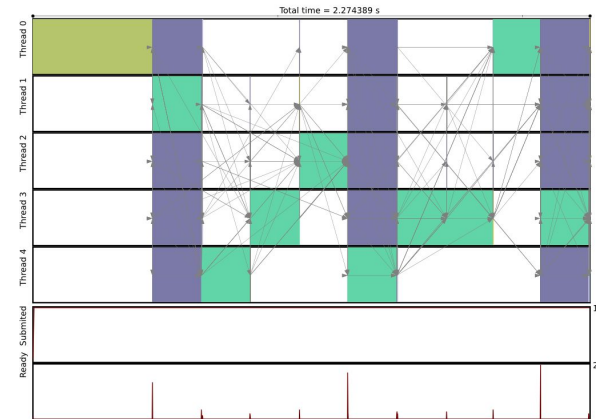 Total time = 2.274389 s
Thread 0
Thread 1
Thread 2
Thread 3
Thread 4
Submited
Ready